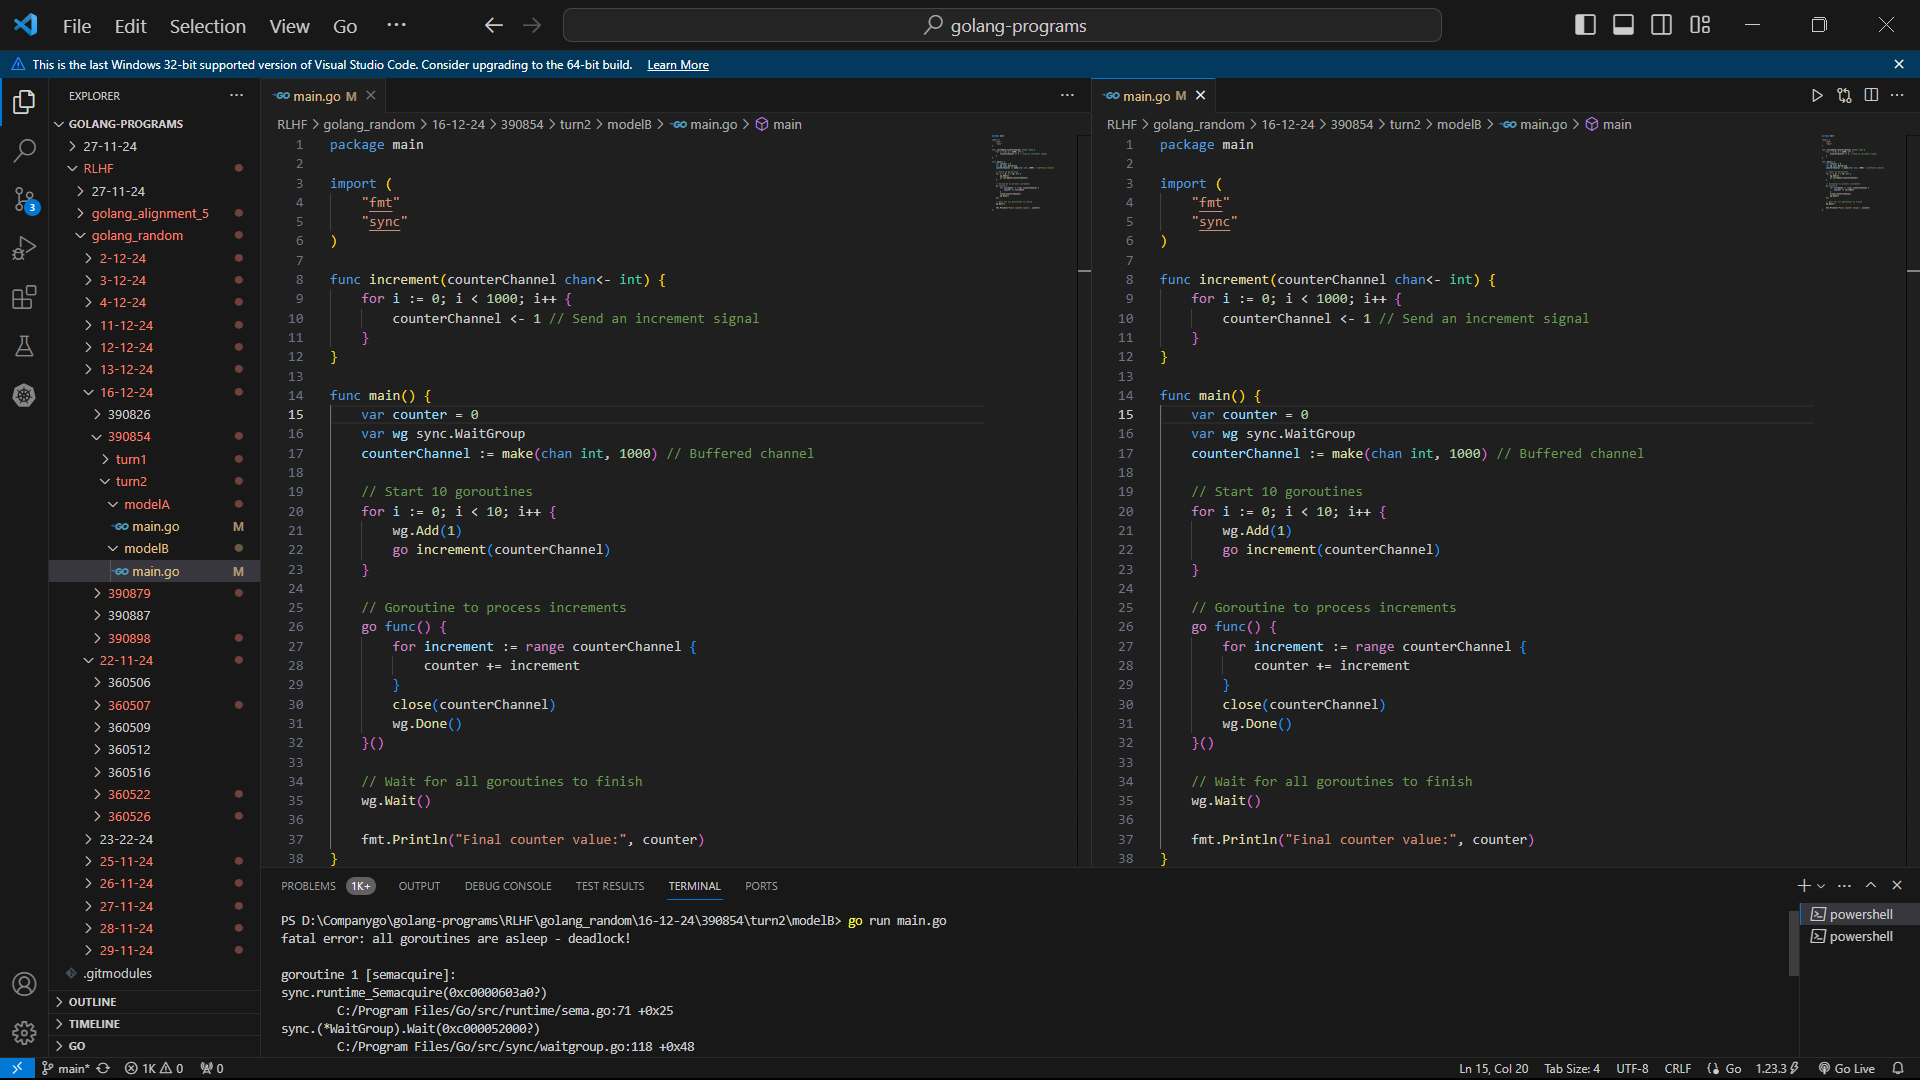 File Edit Selection View Go ··· golang-programs
This is the last Windows 32-bit supported version of Visual Studio Code. Consider upgrading to the 64-bit build. Learn More
EXPLORER
GOLANG-PROGRAMS
27-11-24
RLHF
27-11-24
golang_alignment_5
golang_random
2-12-24
3-12-24
4-12-24
11-12-24
12-12-24
13-12-24
16-12-24
390826
390854
turn1
turn2
modelA
GO main.go M
modelB
GO main.go M
390879
390887
390898
22-11-24
360506
360507
360509
360512
360516
360522
360526
23-22-24
25-11-24
26-11-24
27-11-24
28-11-24
29-11-24
.gitmodules
OUTLINE
TIMELINE
GO
3
GO main.go M
RLHF > golang_random > 16-12-24 > 390854 > turn2 > modelB > GO main.go > main
1 package main
2
3 import (
4 "fmt"
5 "sync"
6 )
7
8 func increment(counterChannel chan<- int) {
9 for i := 0; i < 1000; i++ {
10 counterChannel <- 1 // Send an increment signal
11 }
12 }
13
14 func main() {
15 var counter = 0
16 var wg sync.WaitGroup
17 counterChannel := make(chan int, 1000) // Buffered channel
18
19 // Start 10 goroutines
20 for i := 0; i < 10; i++ {
21 wg.Add(1)
22 go increment(counterChannel)
23 }
24
25 // Goroutine to process increments
26 go func() {
27 for increment := range counterChannel {
28 counter += increment
29 }
30 close(counterChannel)
31 wg.Done()
32 }()
33
34 // Wait for all goroutines to finish
35 wg.Wait()
36
37 fmt.Println("Final counter value:", counter)
38 }
GO main.go M
RLHF > golang_random > 16-12-24 > 390854 > turn2 > modelB > GO main.go > main
1 package main
2
3 import (
4 "fmt"
5 "sync"
6 )
7
8 func increment(counterChannel chan<- int) {
9 for i := 0; i < 1000; i++ {
10 counterChannel <- 1 // Send an increment signal
11 }
12 }
13
14 func main() {
15 var counter = 0
16 var wg sync.WaitGroup
17 counterChannel := make(chan int, 1000) // Buffered channel
18
19 // Start 10 goroutines
20 for i := 0; i < 10; i++ {
21 wg.Add(1)
22 go increment(counterChannel)
23 }
24
25 // Goroutine to process increments
26 go func() {
27 for increment := range counterChannel {
28 counter += increment
29 }
30 close(counterChannel)
31 wg.Done()
32 }()
33
34 // Wait for all goroutines to finish
35 wg.Wait()
36
37 fmt.Println("Final counter value:", counter)
38 }
PROBLEMS 1K+ OUTPUT DEBUG CONSOLE TEST RESULTS TERMINAL PORTS
PS D:\Companygo\golang-programs\RLHF\golang_random\16-12-24\390854\turn2\modelB> go run main.go
fatal error: all goroutines are asleep - deadlock!
goroutine 1 [semacquire]:
sync.runtime_Semacquire(0xc0000603a0?)
C:/Program Files/Go/src/runtime/sema.go:71 +0x25
sync.(*WaitGroup).Wait(0xc000052000?)
C:/Program Files/Go/src/sync/waitgroup.go:118 +0x48
powershell
powershell
main* 1K 0 0 Ln 15, Col 20 Tab Size: 4 UTF-8 CRLF Go 1.23.3 Go Live